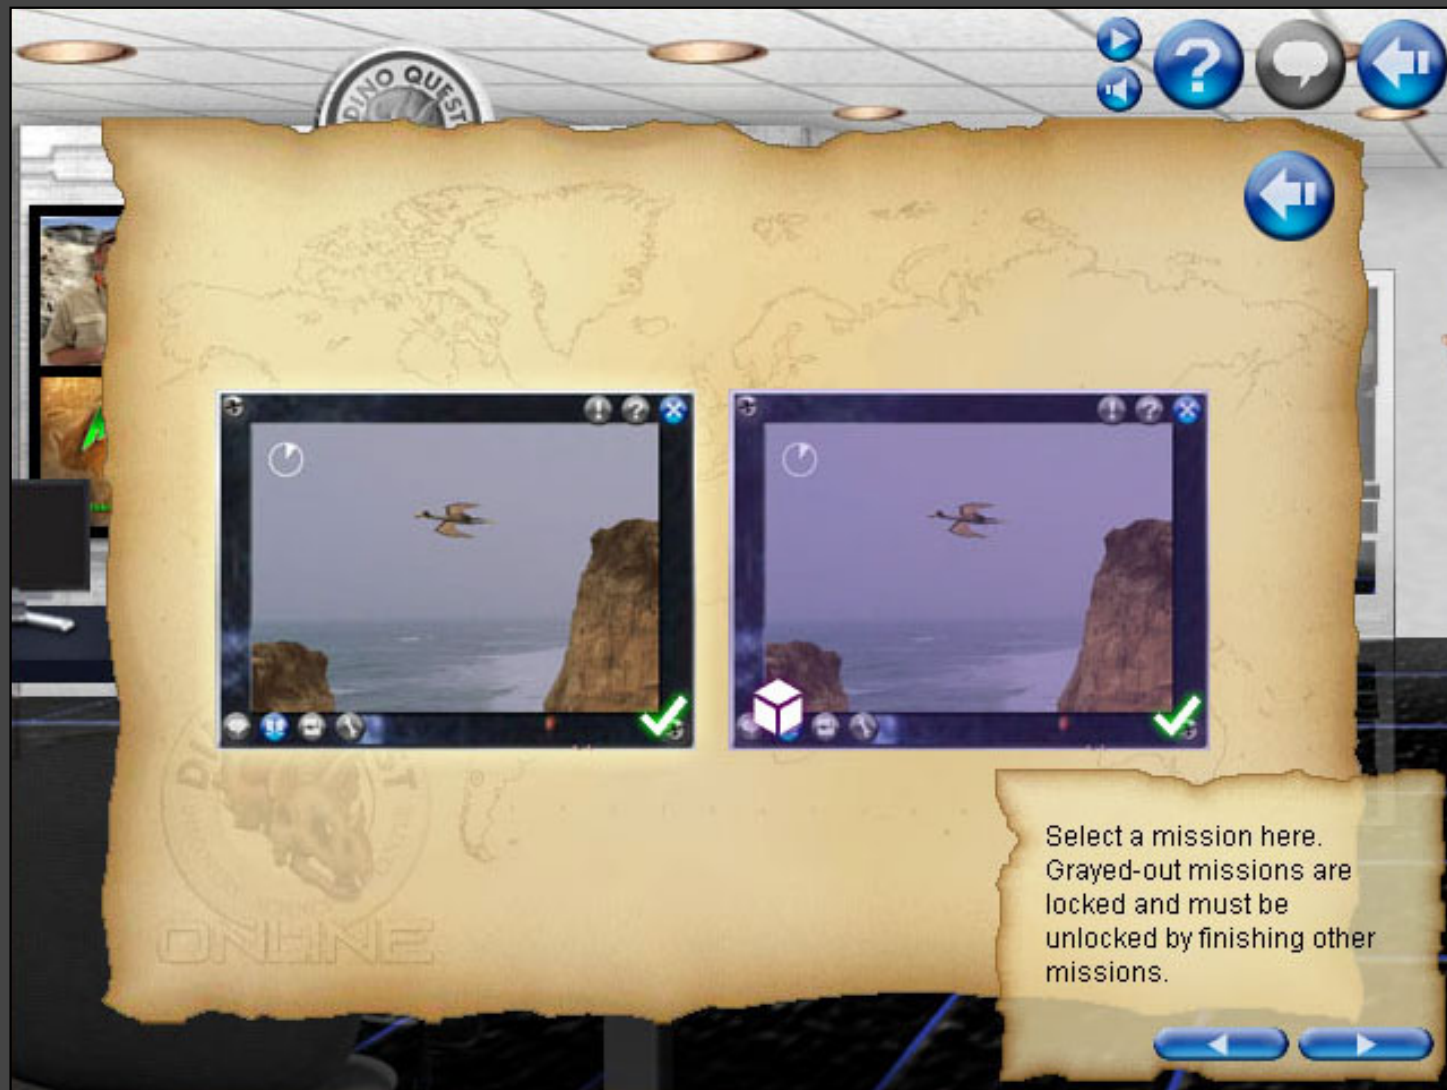 DINO QUEST
ONLINE
Select a mission here.
Grayed-out missions are
locked and must be
unlocked by finishing other
missions.